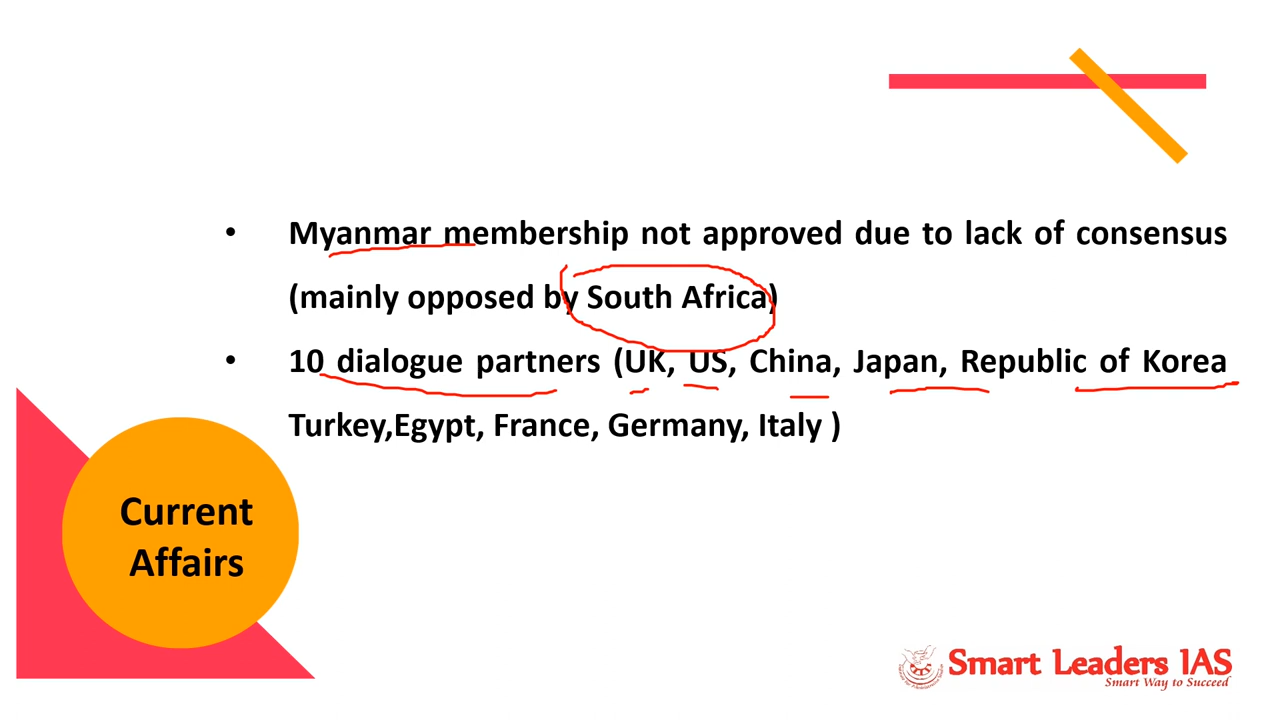 • Myanmar membership not approved due to lack of consensus
(mainly opposed by South Africa)
• 10 dialogue partners (UK, US, China, Japan, Republic of Korea
Turkey,Egypt, France, Germany, Italy )
Current
Affairs
Smart Leaders IAS
Smart Way to Succeed